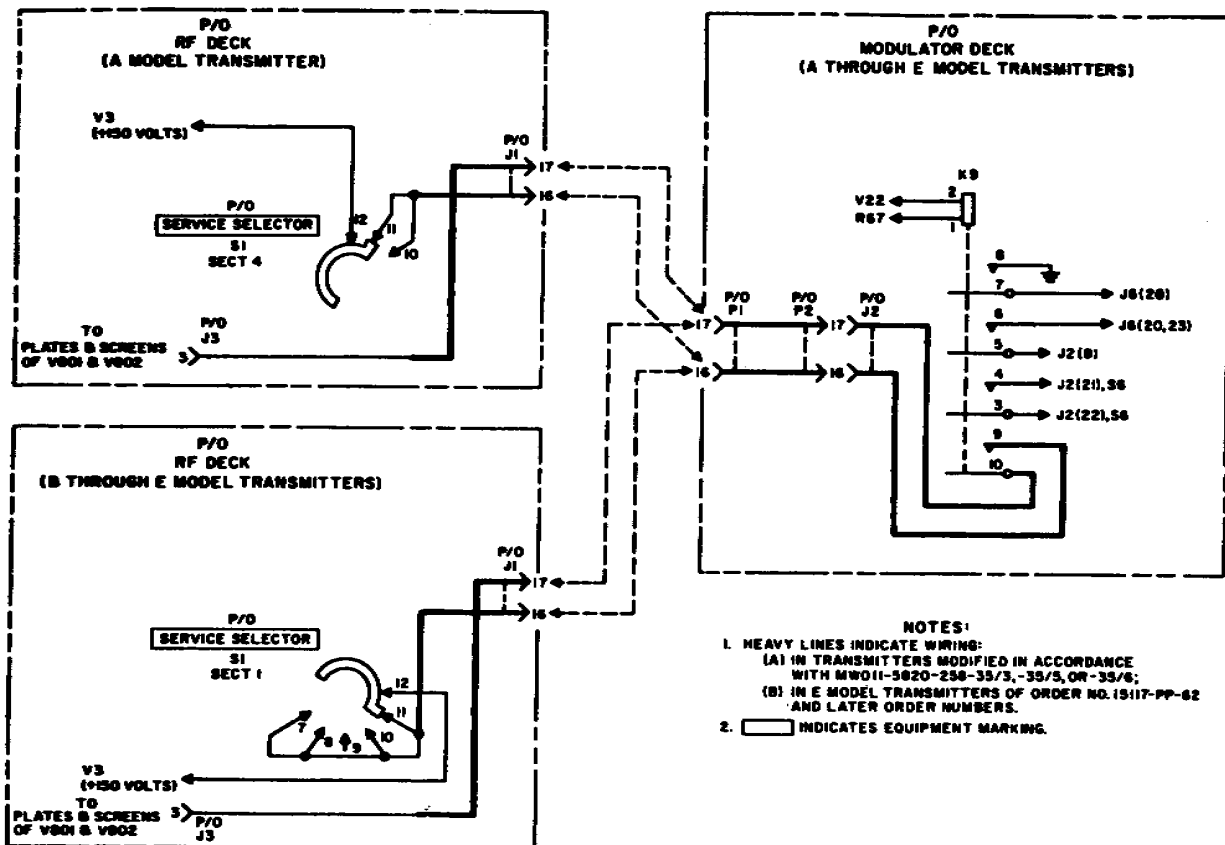 P/O
RF DECK
(A MODEL TRANSMITTER)
V3
(+150 VOLTS)
P/O
J1
17
16
P/O
SERVICE SELECTOR
S1
SECT 4
12
11
10
TO
PLATES & SCREENS
OF V801 & V802
P/O
J3
3
P/O
RF DECK
(B THROUGH E MODEL TRANSMITTERS)
P/O
J1
17
16
P/O
SERVICE SELECTOR
S1
SECT 1
12
11
7
8
9
10
V3
(+150 VOLTS)
TO
PLATES & SCREENS
OF V801 & V802
3
P/O
J3
P/O
MODULATOR DECK
(A THROUGH E MODEL TRANSMITTERS)
K9
V22
2
R67
1
8
7
J6(26)
6
J6(20,23)
5
J2(8)
4
J2(21),S6
3
J2(22),S6
9
10
P/O
P1
P/O
P2
P/O
J2
17
17
16
16
NOTES:
1. HEAVY LINES INDICATE WIRING:
(A) IN TRANSMITTERS MODIFIED IN ACCORDANCE
WITH MWO11-5820-258-35/3,-35/5, OR -35/6;
(B) IN E MODEL TRANSMITTERS OF ORDER NO. 15117-PP-62
AND LATER ORDER NUMBERS.
2. INDICATES EQUIPMENT MARKING.